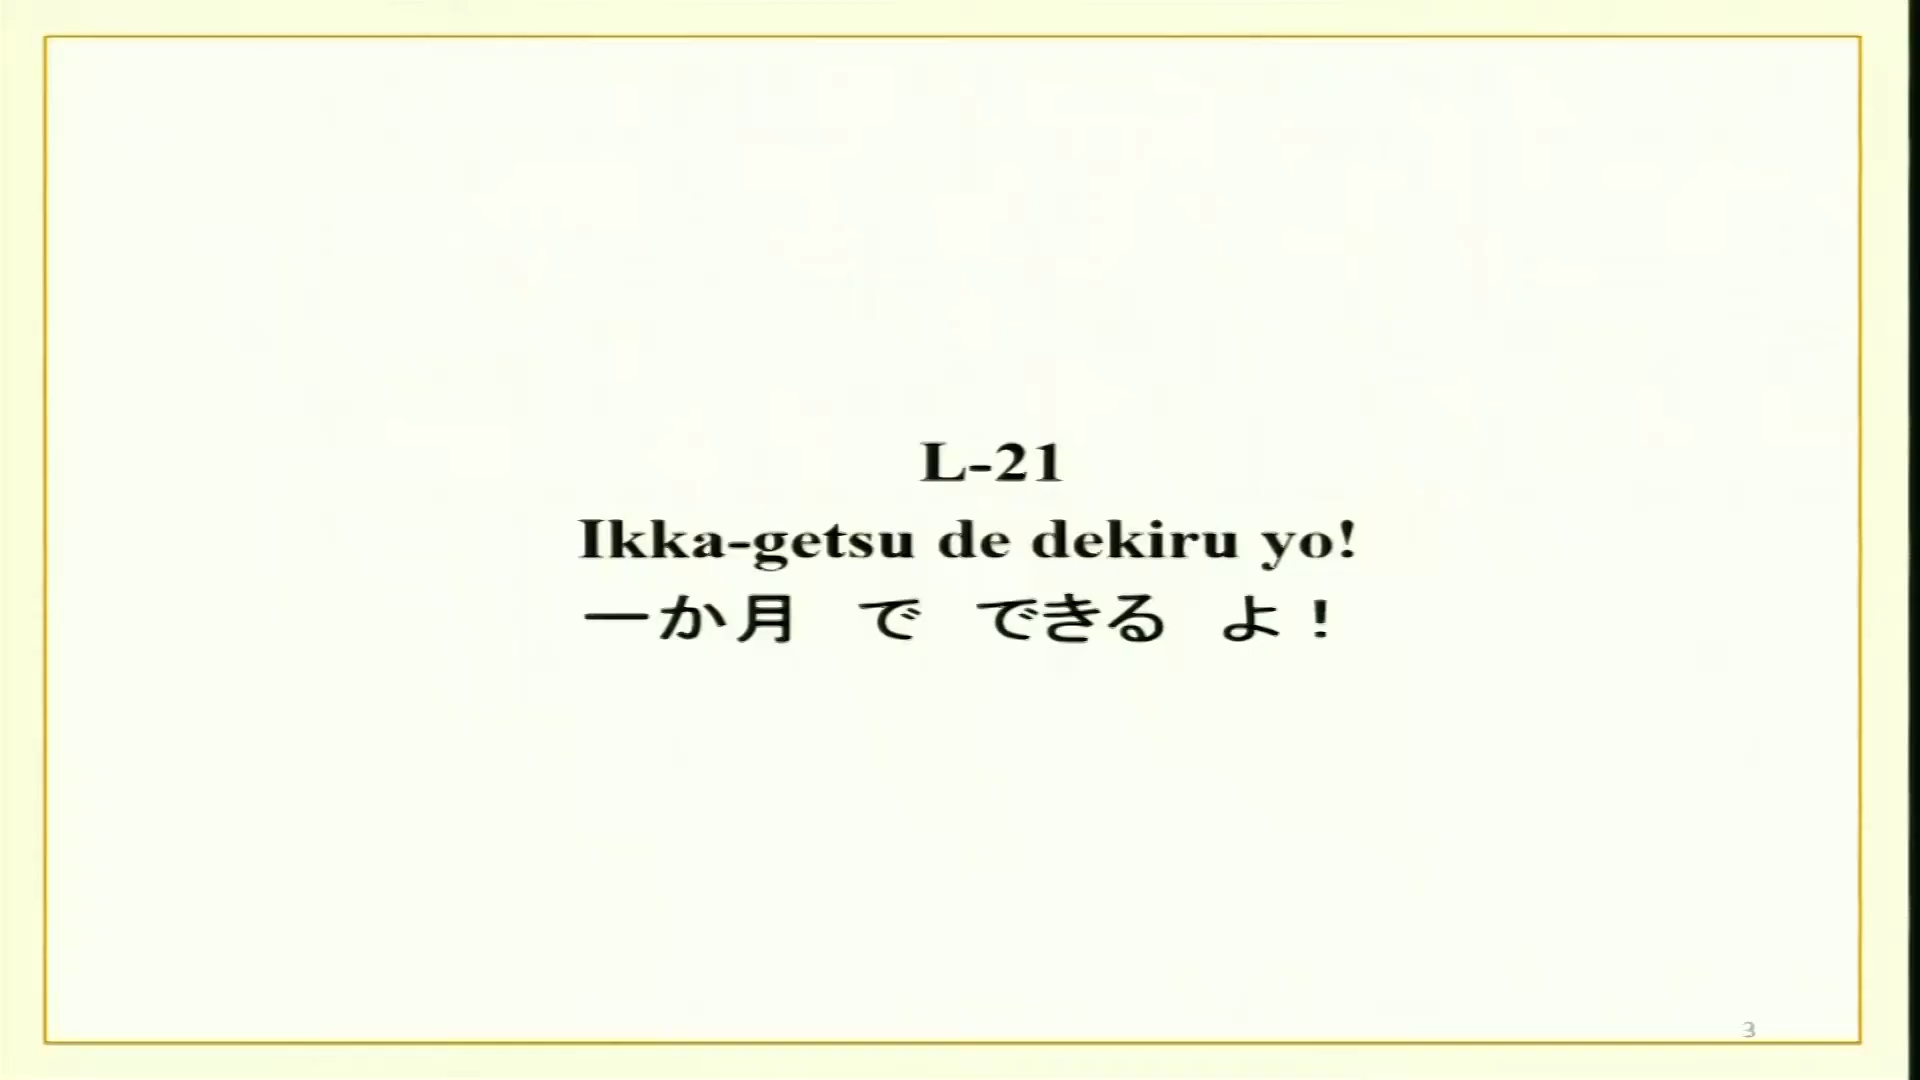 L-21
Ikka-getsu de dekiru yo!
一か月　で　できる　よ！
3